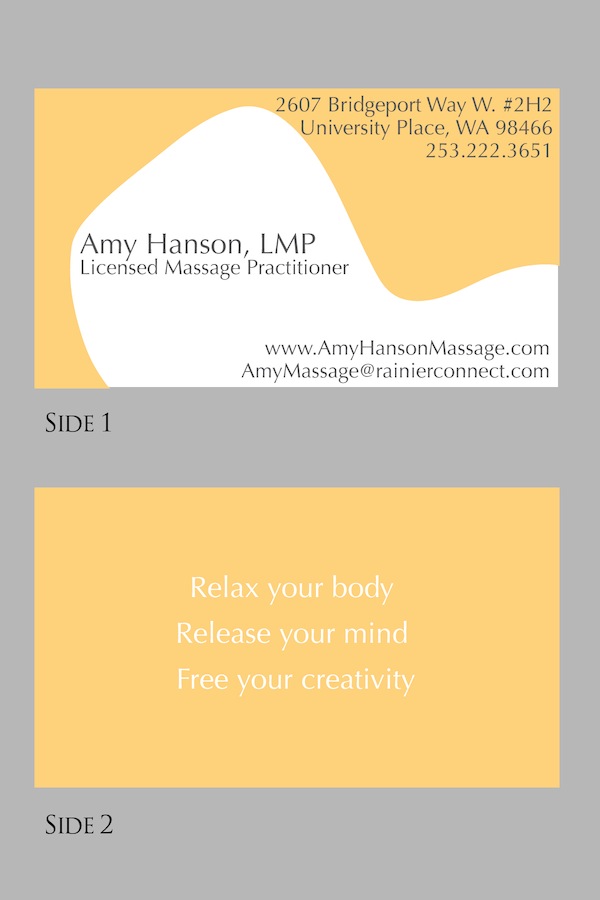 2607 Bridgeport Way W. #2H2
University Place, WA 98466
253.222.3651
Amy Hanson, LMP
Licensed Massage Practitioner
www.AmyHansonMassage.com
AmyMassage@rainierconnect.com
SIDE 1
Relax your body
Release your mind
Free your creativity
SIDE 2